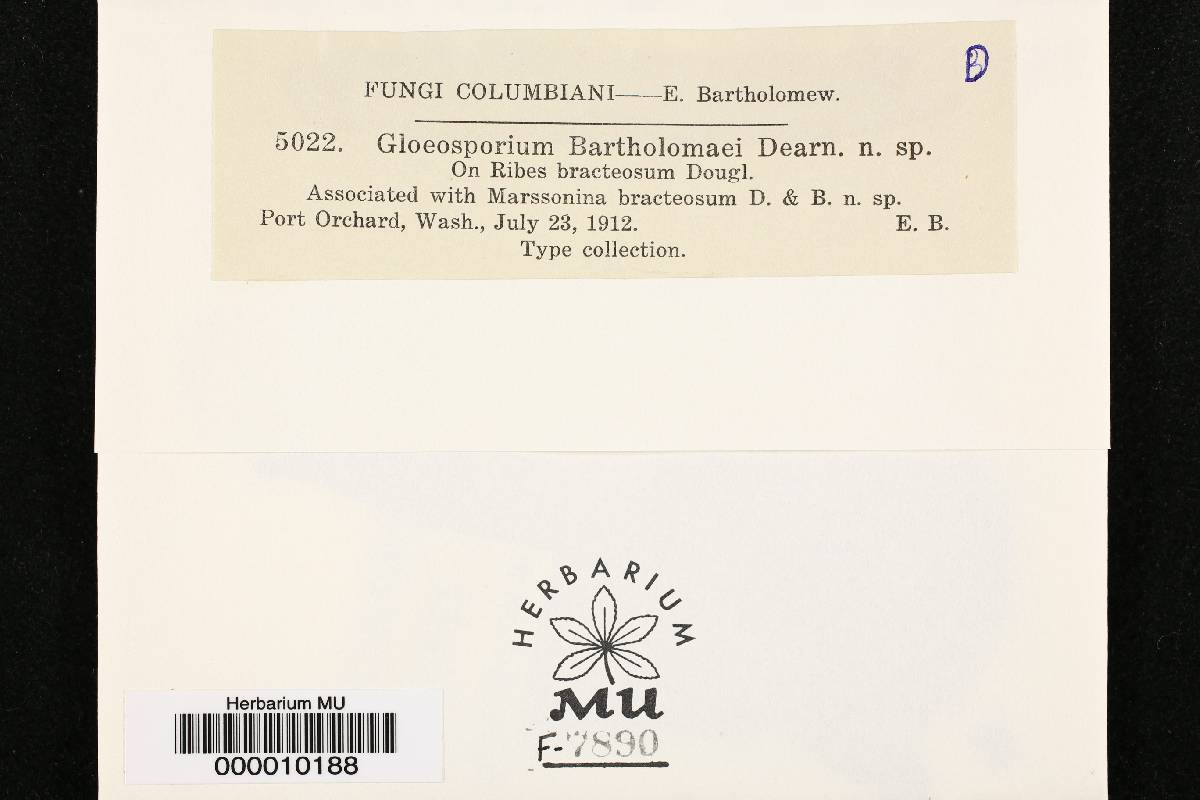 B
FUNGI COLUMBIANI——E. Bartholomew.
5022. Gloeosporium Bartholomaei Dearn. n. sp.
On Ribes bracteosum Dougl.
Associated with Marssonina bracteosum D. & B. n. sp.
Port Orchard, Wash., July 23, 1912. E. B.
Type collection.
HERBARIUM
MU
F-7890
Herbarium MU
000010188